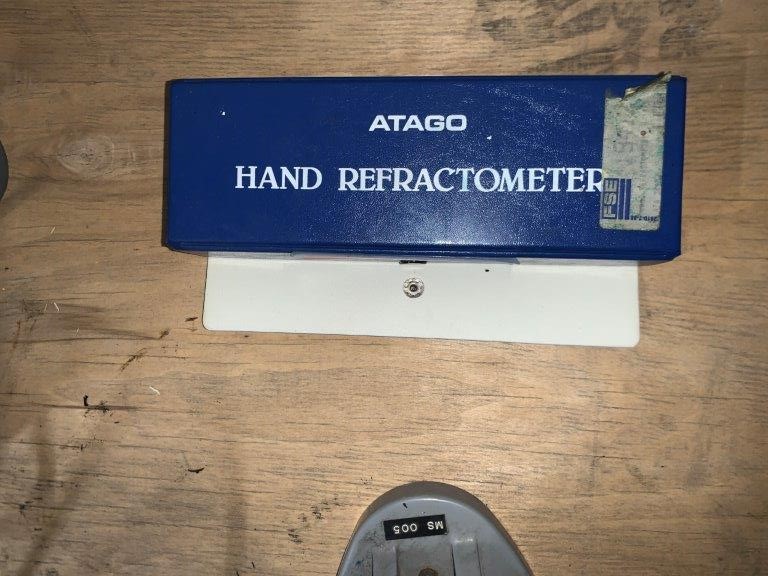 ATAGO
HAND REFRACTOMETER
FSE
MS 005